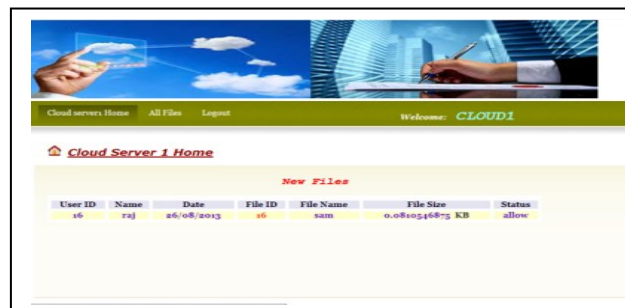 Cloud server1 Home All Files Logout Welcome: CLOUD1
Cloud Server 1 Home
New Files
User ID Name Date File ID File Name File Size Status
16 raj 26/08/2013 16 sam 0.0810546875 KB allow